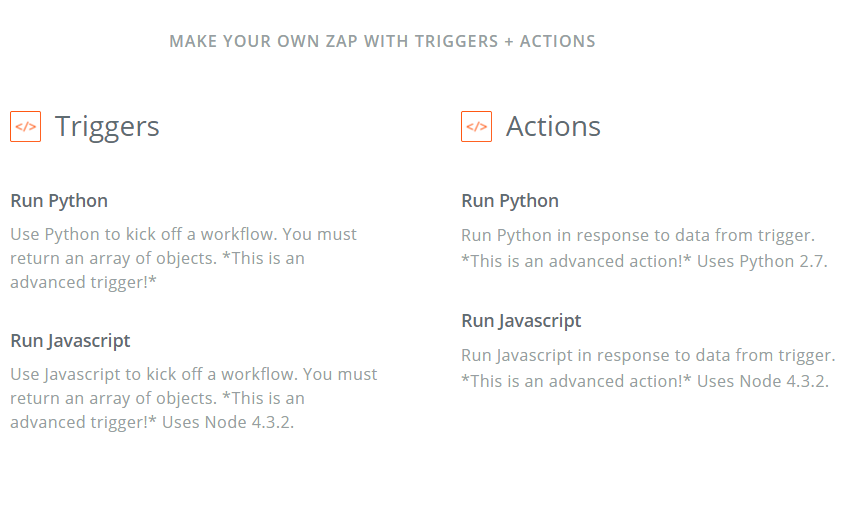 MAKE YOUR OWN ZAP WITH TRIGGERS + ACTIONS
</> Triggers
Run Python
Use Python to kick off a workflow. You must
return an array of objects. *This is an
advanced trigger!*
Run Javascript
Use Javascript to kick off a workflow. You must
return an array of objects. *This is an
advanced trigger!* Uses Node 4.3.2.
</> Actions
Run Python
Run Python in response to data from trigger.
*This is an advanced action!* Uses Python 2.7.
Run Javascript
Run Javascript in response to data from trigger.
*This is an advanced action!* Uses Node 4.3.2.